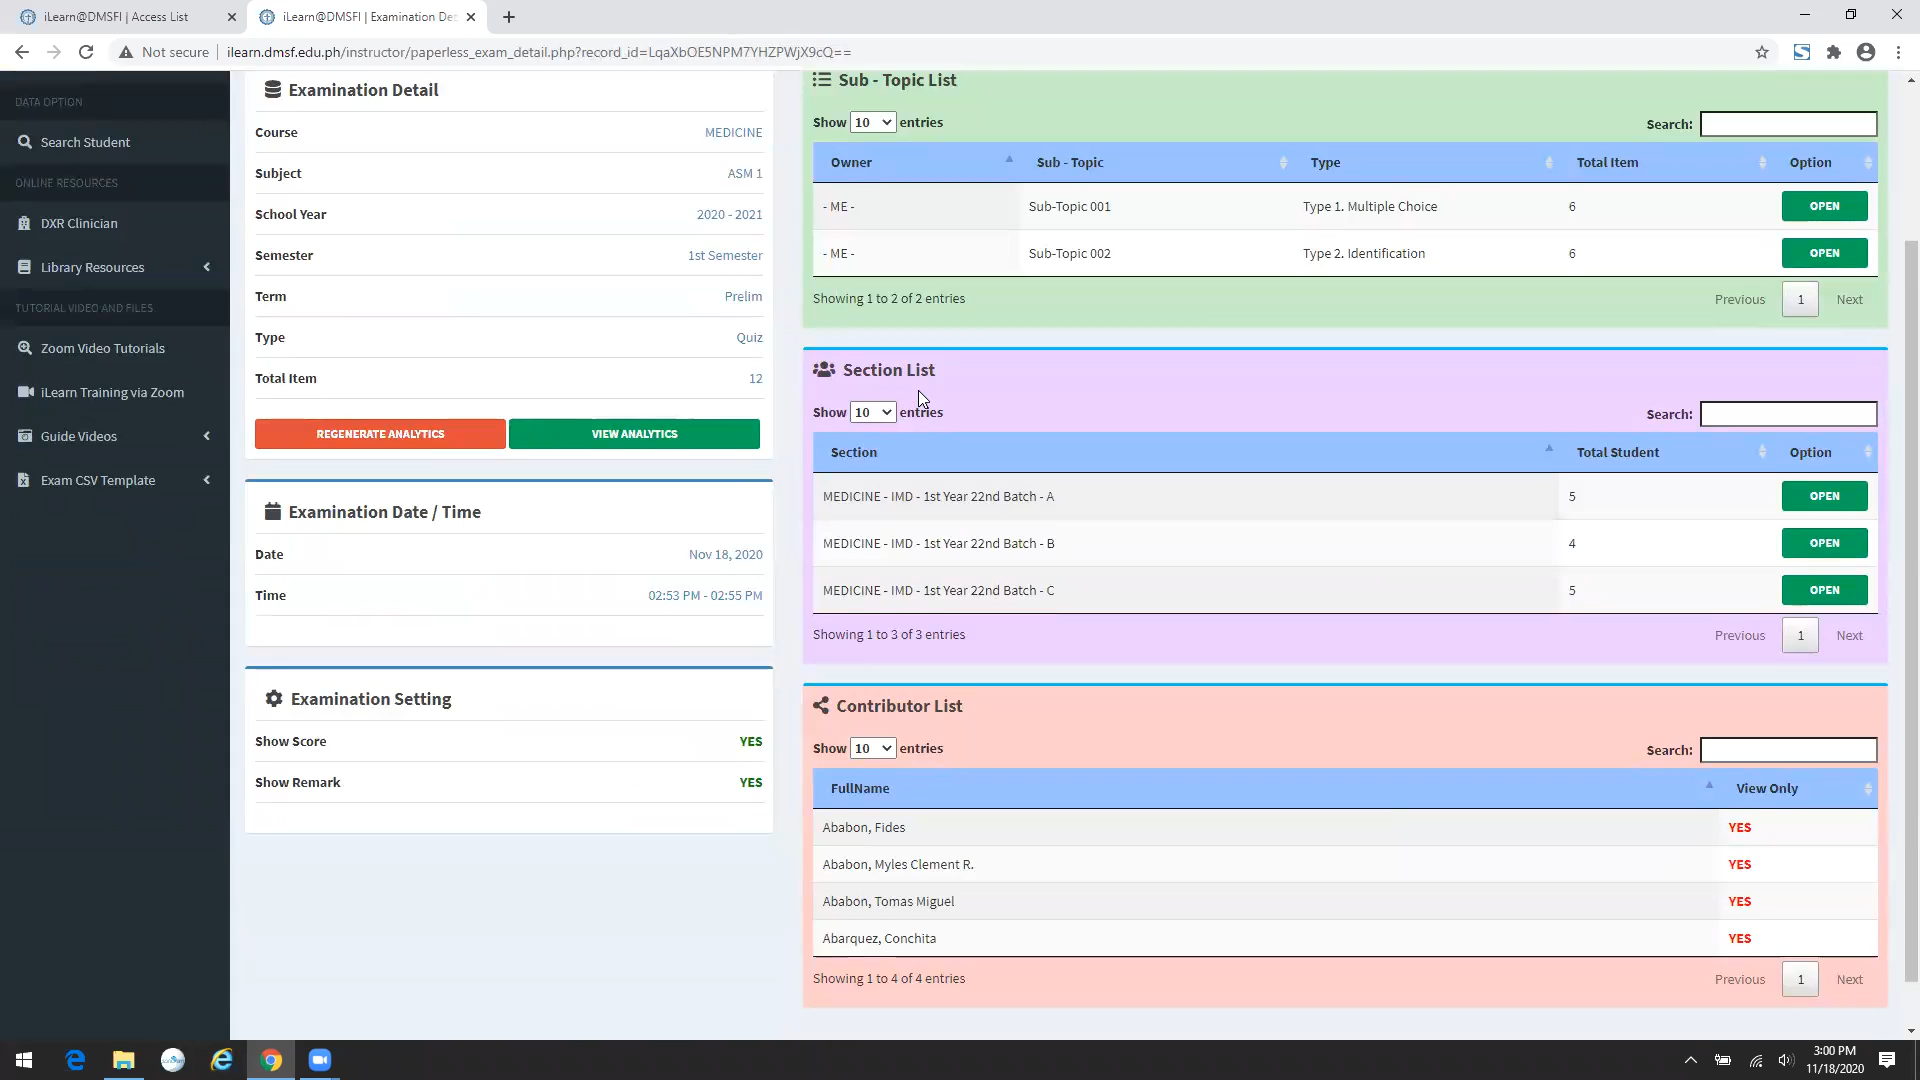 iLearn@DMSFI | Access List
iLearn@DMSFI | Examination De
Not secure
ilearn.dmsf.edu.ph/instructor/paperless_exam_detail.php?record_id=LqaXbOE5NPM7YHZPWjX9cQ==
DATA OPTION
Search Student
ONLINE RESOURCES
DXR Clinician
Library Resources
TUTORIAL VIDEO AND FILES
Zoom Video Tutorials
iLearn Training via Zoom
Guide Videos
Exam CSV Template
Examination Detail
Course MEDICINE
Subject ASM 1
School Year 2020 - 2021
Semester 1st Semester
Term Prelim
Type Quiz
Total Item 12
REGENERATE ANALYTICS VIEW ANALYTICS
Examination Date / Time
Date Nov 18, 2020
Time 02:53 PM - 02:55 PM
Examination Setting
Show Score YES
Show Remark YES
Sub - Topic List
Show 10 entries Search:
Owner Sub - Topic Type Total Item Option
- ME - Sub-Topic 001 Type 1. Multiple Choice 6 OPEN
- ME - Sub-Topic 002 Type 2. Identification 6 OPEN
Showing 1 to 2 of 2 entries Previous 1 Next
Section List
Show 10 entries Search:
Section Total Student Option
MEDICINE - IMD - 1st Year 22nd Batch - A 5 OPEN
MEDICINE - IMD - 1st Year 22nd Batch - B 4 OPEN
MEDICINE - IMD - 1st Year 22nd Batch - C 5 OPEN
Showing 1 to 3 of 3 entries Previous 1 Next
Contributor List
Show 10 entries Search:
FullName View Only
Ababon, Fides YES
Ababon, Myles Clement R. YES
Ababon, Tomas Miguel YES
Abarquez, Conchita YES
Showing 1 to 4 of 4 entries Previous 1 Next
3:00 PM
11/18/2020